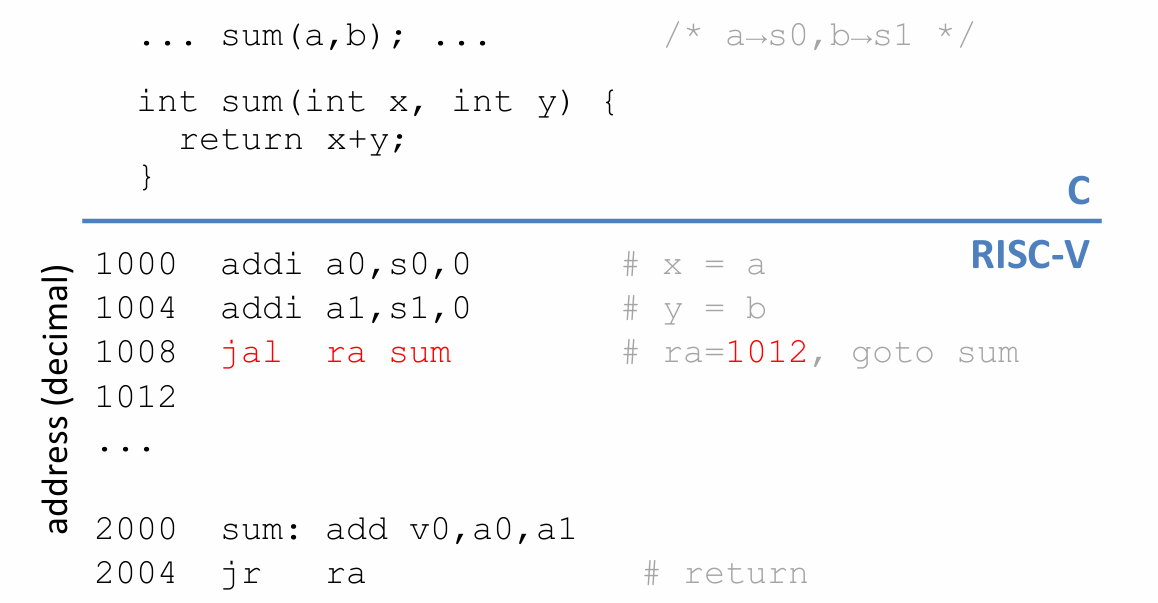 ... sum(a,b); ... /* a→s0,b→s1 */
int sum(int x, int y) {
return x+y;
}
C
RISC-V
address (decimal)
1000 addi a0,s0,0 # x = a
1004 addi a1,s1,0 # y = b
1008 jal ra sum # ra=1012, goto sum
1012
...
2000 sum: add v0,a0,a1
2004 jr ra # return